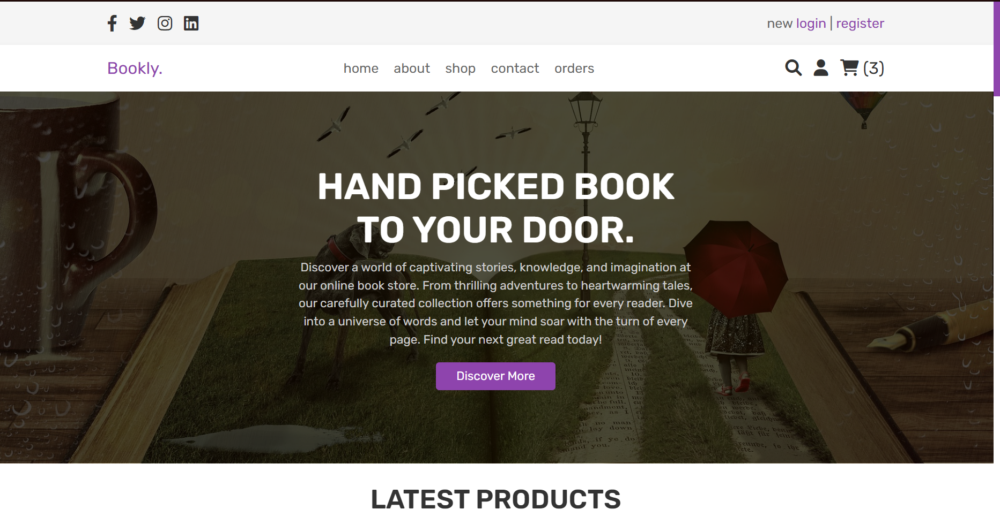 new login | register
Bookly.
home about shop contact orders
(3)
HAND PICKED BOOK
TO YOUR DOOR.
Discover a world of captivating stories, knowledge, and imagination at
our online book store. From thrilling adventures to heartwarming tales,
our carefully curated collection offers something for every reader. Dive
into a universe of words and let your mind soar with the turn of every
page. Find your next great read today!
Discover More
LATEST PRODUCTS